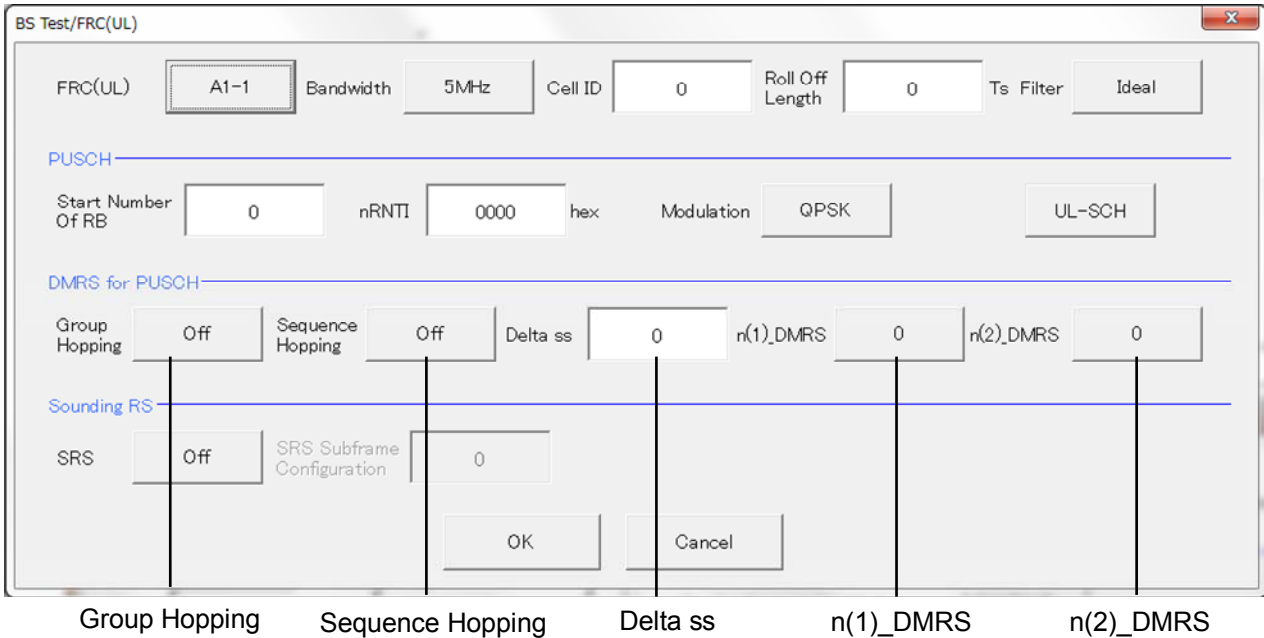 BS Test/FRC(UL)
x
FRC(UL) A1-1 Bandwidth 5MHz Cell ID 0 Roll Off Length 0 Ts Filter Ideal
PUSCH
Start Number Of RB 0 nRNTI 0000 hex Modulation QPSK UL-SCH
DMRS for PUSCH
Group Hopping Off Sequence Hopping Off Delta ss 0 n(1)_DMRS 0 n(2)_DMRS 0
Sounding RS
SRS Off SRS Subframe Configuration 0
OK Cancel
Group Hopping Sequence Hopping Delta ss n(1)_DMRS n(2)_DMRS